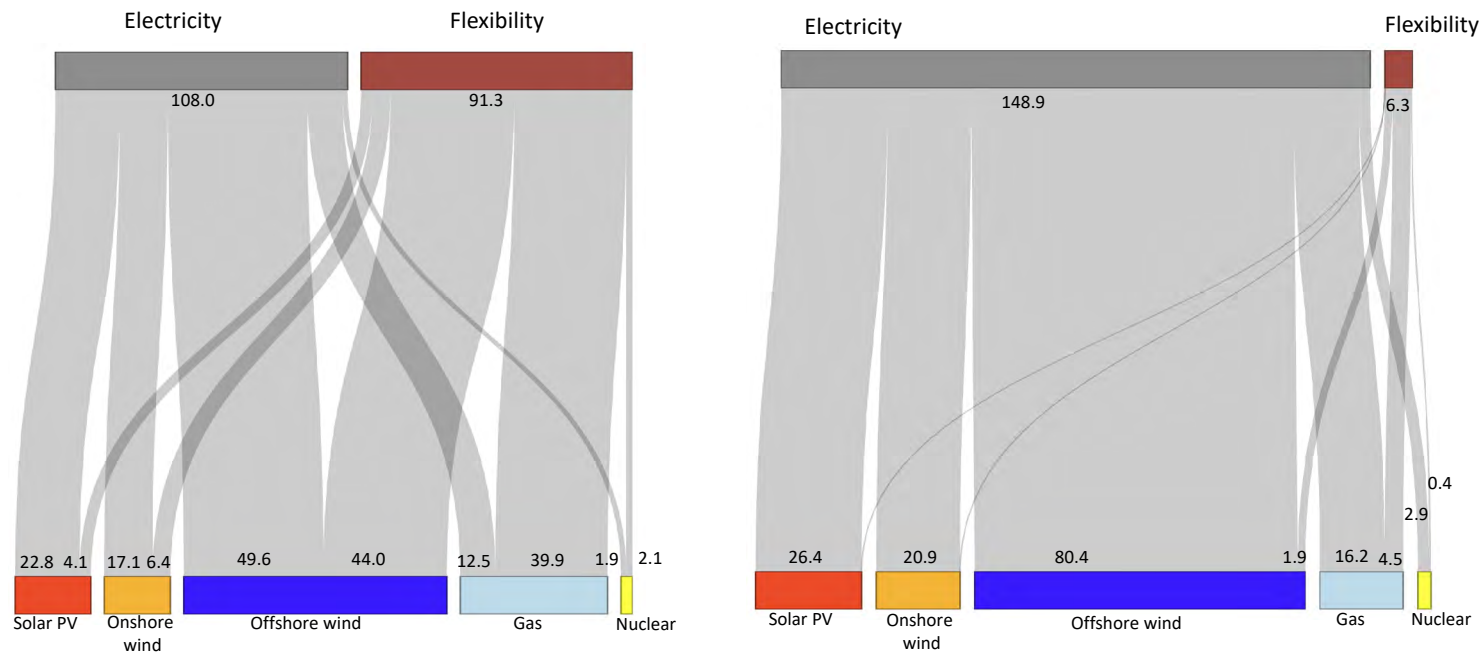 Electricity
Flexibility
108.0
91.3
22.8
4.1
17.1
6.4
49.6
44.0
12.5
39.9
1.9
2.1
Solar PV
Onshore
wind
Offshore wind
Gas
Nuclear
Electricity
Flexibility
148.9
6.3
0.4
2.9
26.4
20.9
80.4
1.9
16.2
4.5
Solar PV
Onshore
wind
Offshore wind
Gas
Nuclear